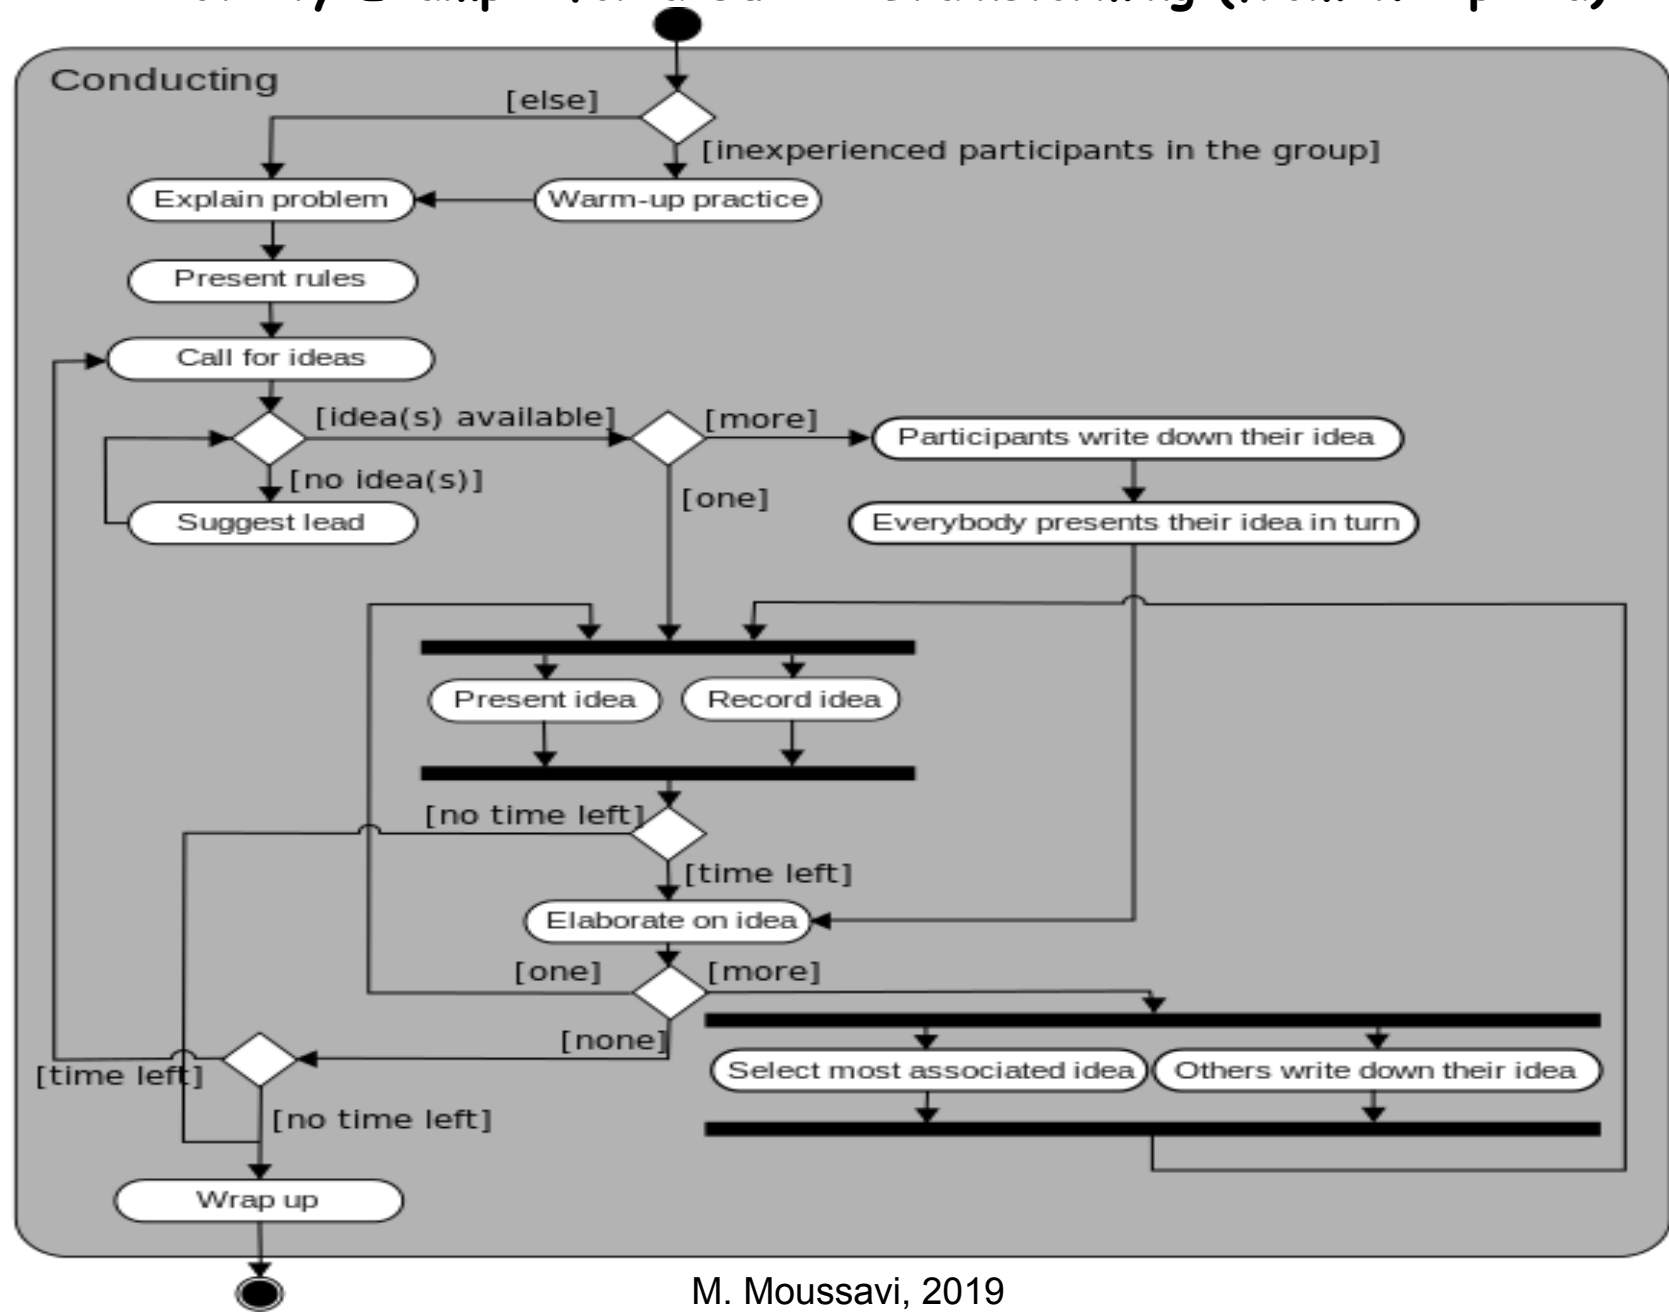 Conducting
[else]
[inexperienced participants in the group]
Explain problem
Warm-up practice
Present rules
Call for ideas
[idea(s) available]
[more]
Participants write down their idea
[no idea(s)]
[one]
Suggest lead
Everybody presents their idea in turn
Present idea
Record idea
[no time left]
[time left]
Elaborate on idea
[one]
[more]
[none]
[time left]
Select most associated idea
Others write down their idea
[no time left]
Wrap up
M. Moussavi, 2019